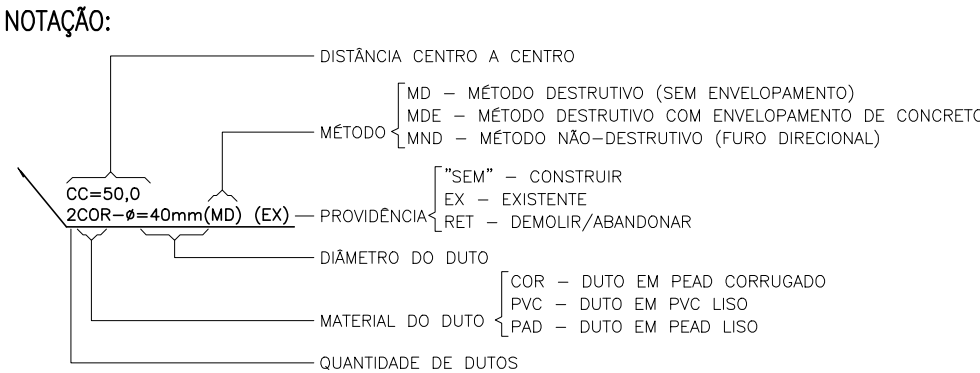 NOTAÇÃO:
DISTÂNCIA CENTRO A CENTRO
MD – MÉTODO DESTRUTIVO (SEM ENVELOPAMENTO)
MDE – MÉTODO DESTRUTIVO COM ENVELOPAMENTO DE CONCRETO
MÉTODO
MND – MÉTODO NÃO-DESTRUTIVO (FURO DIRECIONAL)
"SEM" – CONSTRUIR
CC=50,0
EX – EXISTENTE
2COR-ø=40mm(MD) (EX)
PROVIDÊNCIA
RET – DEMOLIR/ABANDONAR
DIÂMETRO DO DUTO
COR – DUTO EM PEAD CORRUGADO
PVC – DUTO EM PVC LISO
MATERIAL DO DUTO
PAD – DUTO EM PEAD LISO
QUANTIDADE DE DUTOS